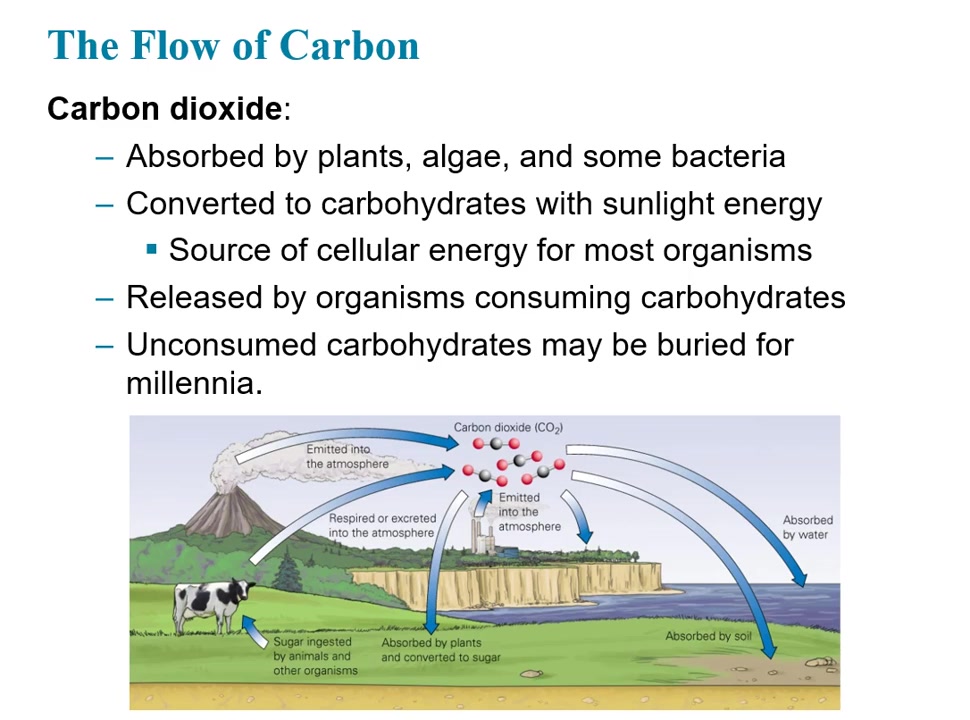 The Flow of Carbon
Carbon dioxide:
– Absorbed by plants, algae, and some bacteria
– Converted to carbohydrates with sunlight energy
▪ Source of cellular energy for most organisms
– Released by organisms consuming carbohydrates
– Unconsumed carbohydrates may be buried for
millennia.
Carbon dioxide (CO₂)
Emitted into
the atmosphere
Respired or excreted
into the atmosphere
Emitted
into the
atmosphere
Absorbed
by water
Sugar ingested
by animals and
other organisms
Absorbed by plants
and converted to sugar
Absorbed by soil